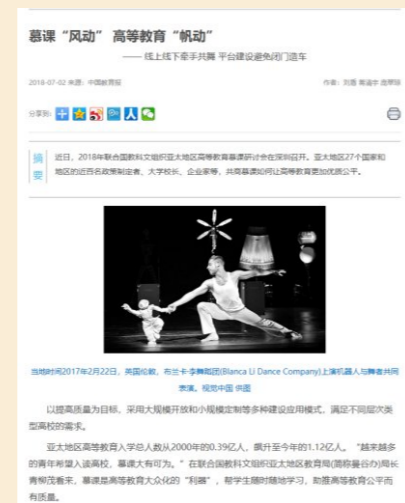 慕课“风动” 高等教育“帆动”
—— 线上线下牵手共舞 平台建设避免闭门造车
2018-07-02 来源：中国教育报
作者：刘盾
分享到：
摘要
近日，2018年联合国教科文组织亚太地区高等教育慕课研讨会在深圳召开。亚太地区27个国家和
地区的近百名政策制定者、大学校长、企业家等，共商慕课如何让高等教育更加优质公平。
当地时间2017年2月22日，英国伦敦，布兰卡·李舞蹈团(Blanca Li Dance Company)上演机器人与舞者共同
表演。视觉中国 供图
以提高质量为目标，采用大规模开放和小规模定制等多种建设应用模式，满足不同层次类
型高校的需求。
亚太地区高等教育入学总人数从2000年的0.39亿人，飙升至今年的1.12亿人。“越来越多
的青年希望入读高校，慕课大有可为。”在联合国教科文组织亚太地区教育局(简称曼谷办)局长
青柳茂看来，慕课是高等教育大众化的“利器”，帮学生随时随地学习，助推高等教育公平而
有质量。